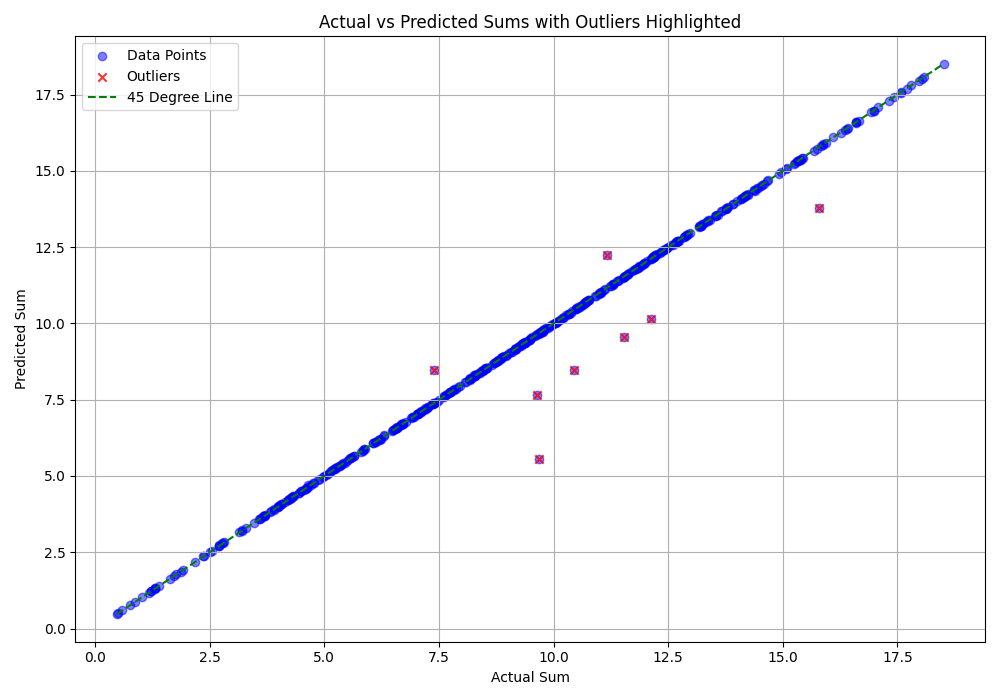 Actual vs Predicted Sums with Outliers Highlighted
Data Points
Outliers
45 Degree Line
Predicted Sum
17.5
15.0
12.5
10.0
7.5
5.0
2.5
0.0
0.0 2.5 5.0 7.5 10.0 12.5 15.0 17.5
Actual Sum